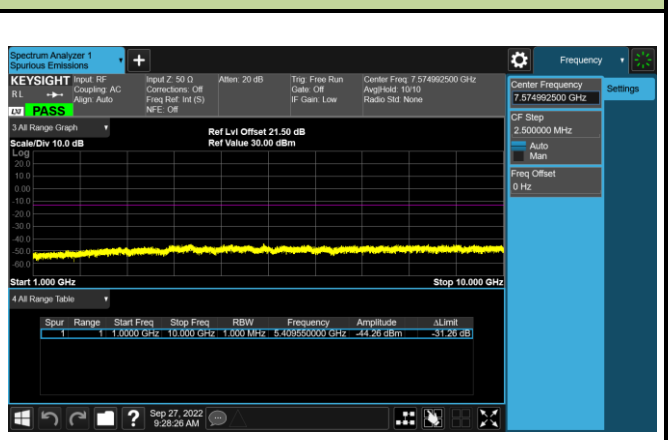 Spectrum Analyzer 1
Spurious Emissions
+
Frequency
KEYSIGHT
RL
PASS
Input: RF
Coupling: AC
Align: Auto
Input Z: 50 Ω
Corrections: Off
Freq Ref: Int (S)
NFE: Off
Atten: 20 dB
Trig: Free Run
Gate: Off
IF Gain: Low
Center Freq: 7.574992500 GHz
Avg|Hold: 10/10
Radio Std: None
3 All Range Graph
Scale/Div 10.0 dB
Ref Lvl Offset 21.50 dB
Ref Value 30.00 dBm
Log
20.0
10.0
0.00
-10.0
-20.0
-30.0
-40.0
-50.0
-60.0
Start 1.000 GHz
Stop 10.000 GHz
4 All Range Table
Spur Range Start Freq Stop Freq RBW Frequency Amplitude ΔLimit
1 1 1.0000 GHz 10.000 GHz 1.000 MHz 5.409550000 GHz -44.26 dBm -31.26 dB
Center Frequency
7.574992500 GHz
Settings
CF Step
2.500000 MHz
Auto
Man
Freq Offset
0 Hz
?
Sep 27, 2022
9:28:26 AM